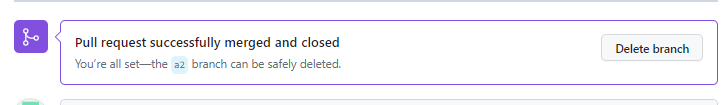 Pull request successfully merged and closed
Delete branch
You're all set—the a2 branch can be safely deleted.